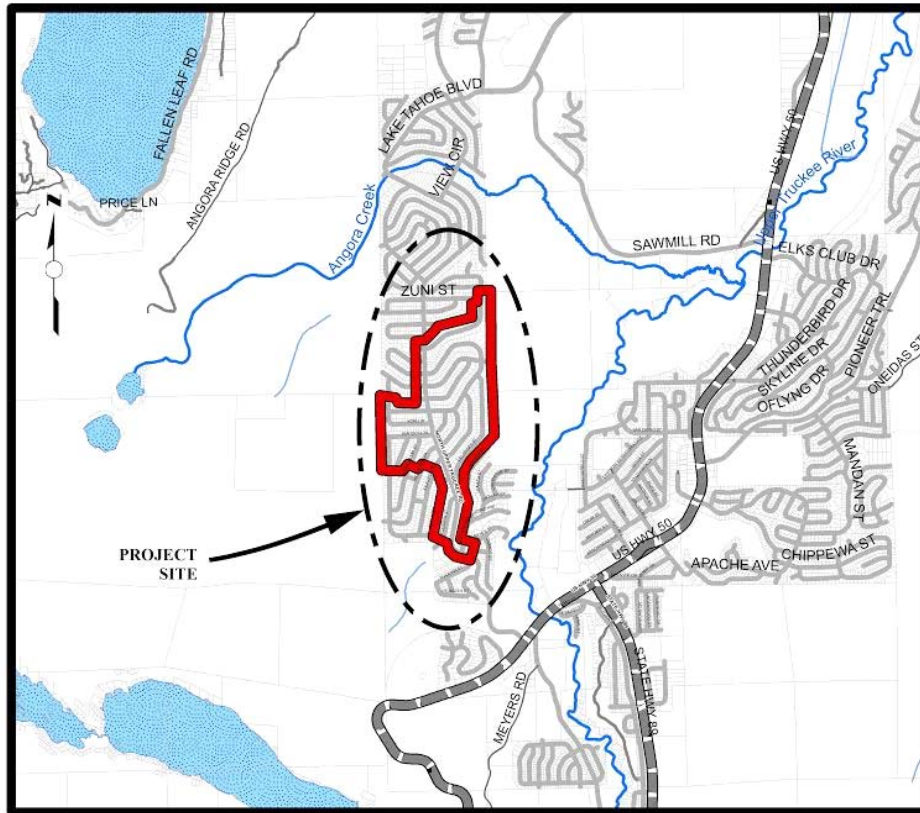 LAKE TAHOE BLVD
FALLEN LEAF RD
ANGORA RIDGE RD
US HWY 50
VIEW CIR
Upper Truckee River
PRICE LN
N
Angora Creek
SAWMILL RD
ELKS CLUB DR
ZUNI ST
THUNDERBIRD DR
SKYLINE DR
OFLYNG DR
PIONEER TRL
ONEIDAS ST
MANDAN ST
PROJECT
SITE
US HWY 50
APACHE AVE
CHIPPEWA ST
MEYERS RD
STATE HWY 89